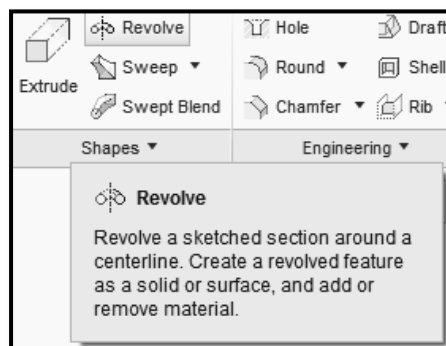 Revolve Hole Draft
Extrude Sweep Round Shell
Swept Blend Chamfer Rib
Shapes Engineering
Revolve
Revolve a sketched section around a
centerline. Create a revolved feature
as a solid or surface, and add or
remove material.